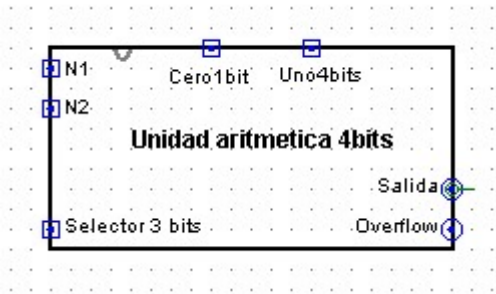 N1
Cero1bit
Uno4bits
N2
Unidad aritmetica 4bits
Salida
Selector 3 bits
Overflow